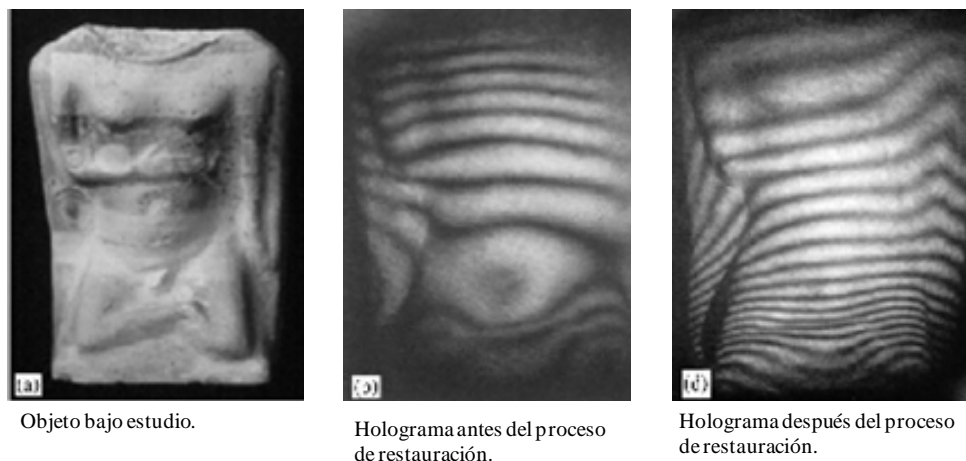 (a)
(b)
(d)
Objeto bajo estudio.
Holograma antes del proceso
de restauración.
Holograma después del proceso
de restauración.